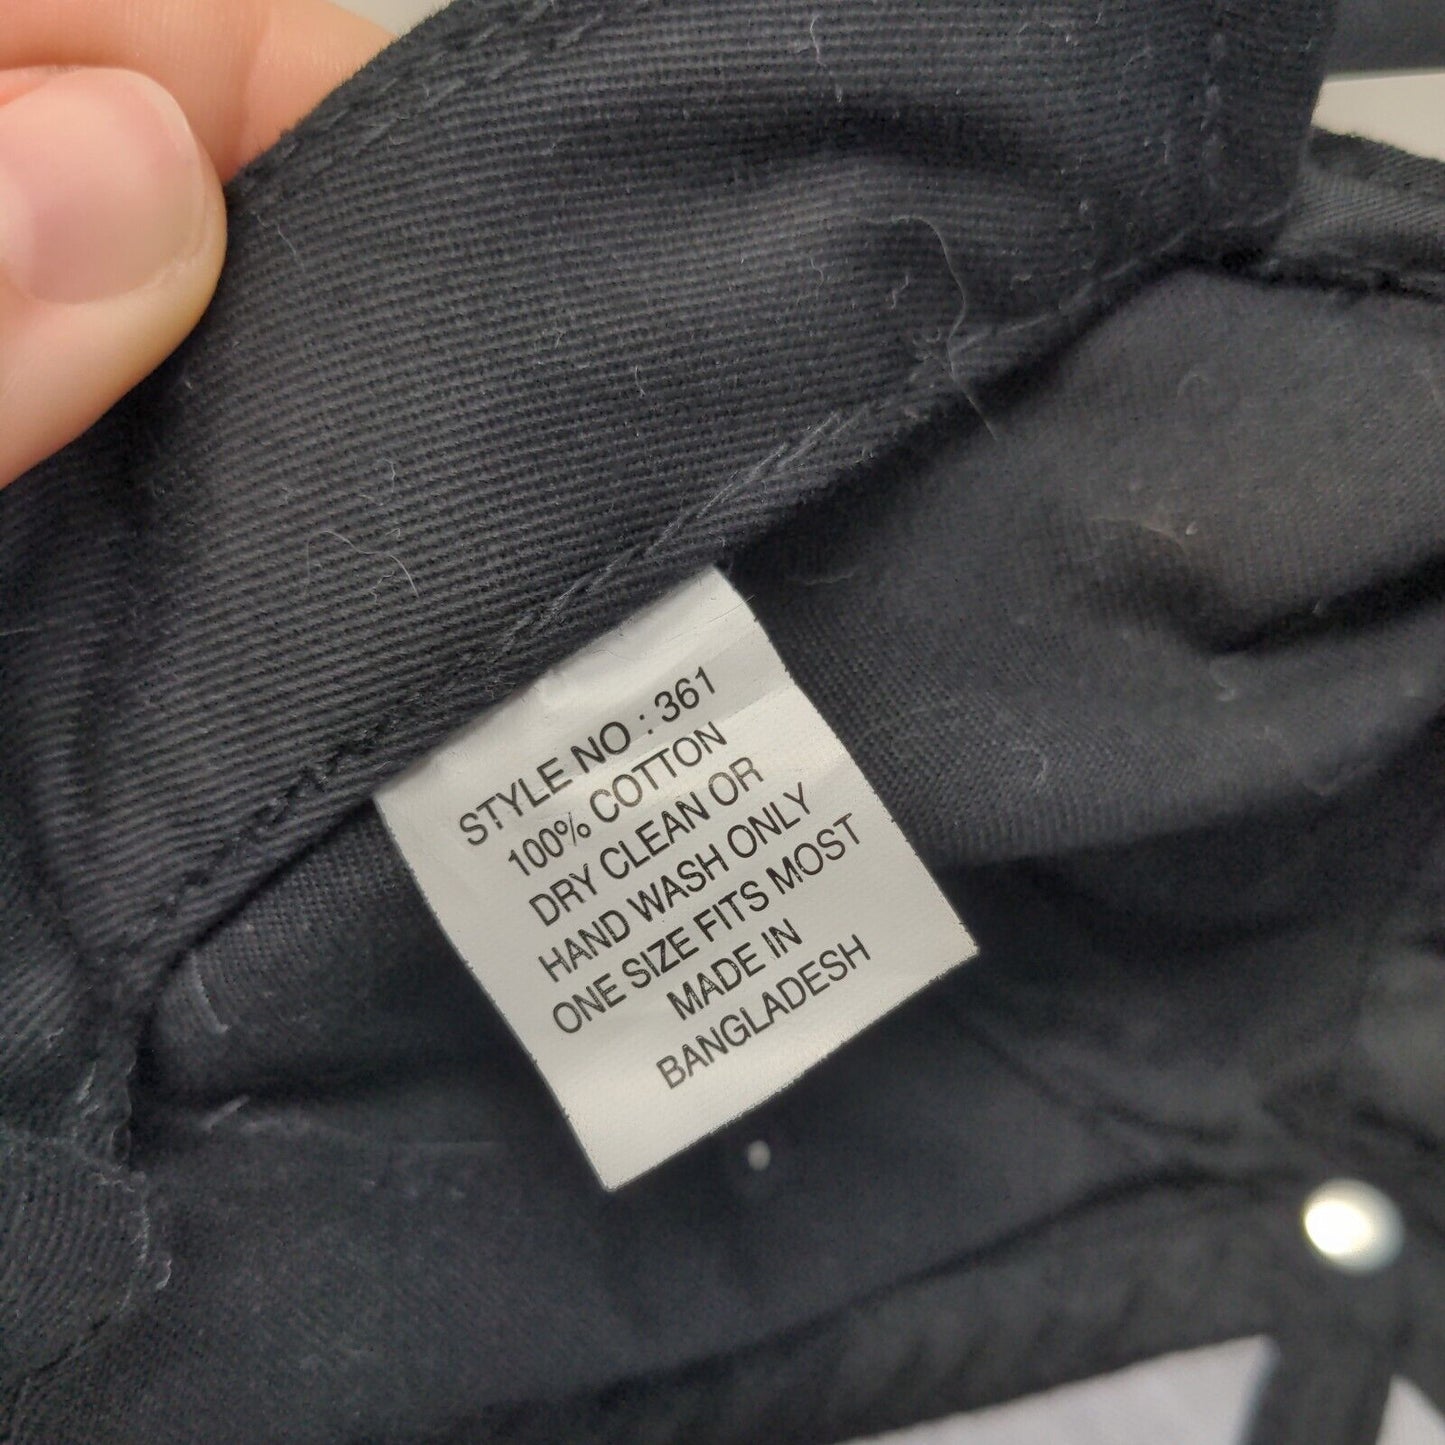 STYLE NO : 361
100% COTTON
DRY CLEAN OR
HAND WASH ONLY
ONE SIZE FITS MOST
MADE IN
BANGLADESH